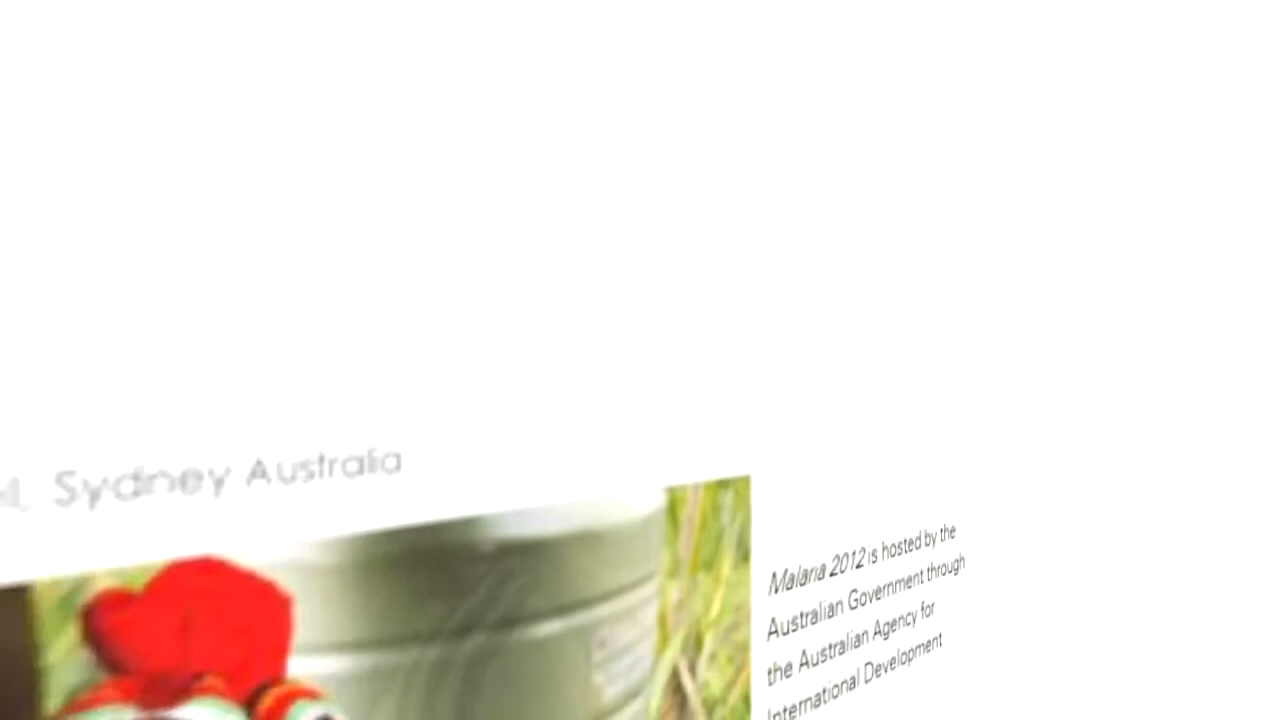 Sydney Australia
Malaria 2012 is hosted by the
Australian Government through
the Australian Agency for
International Development